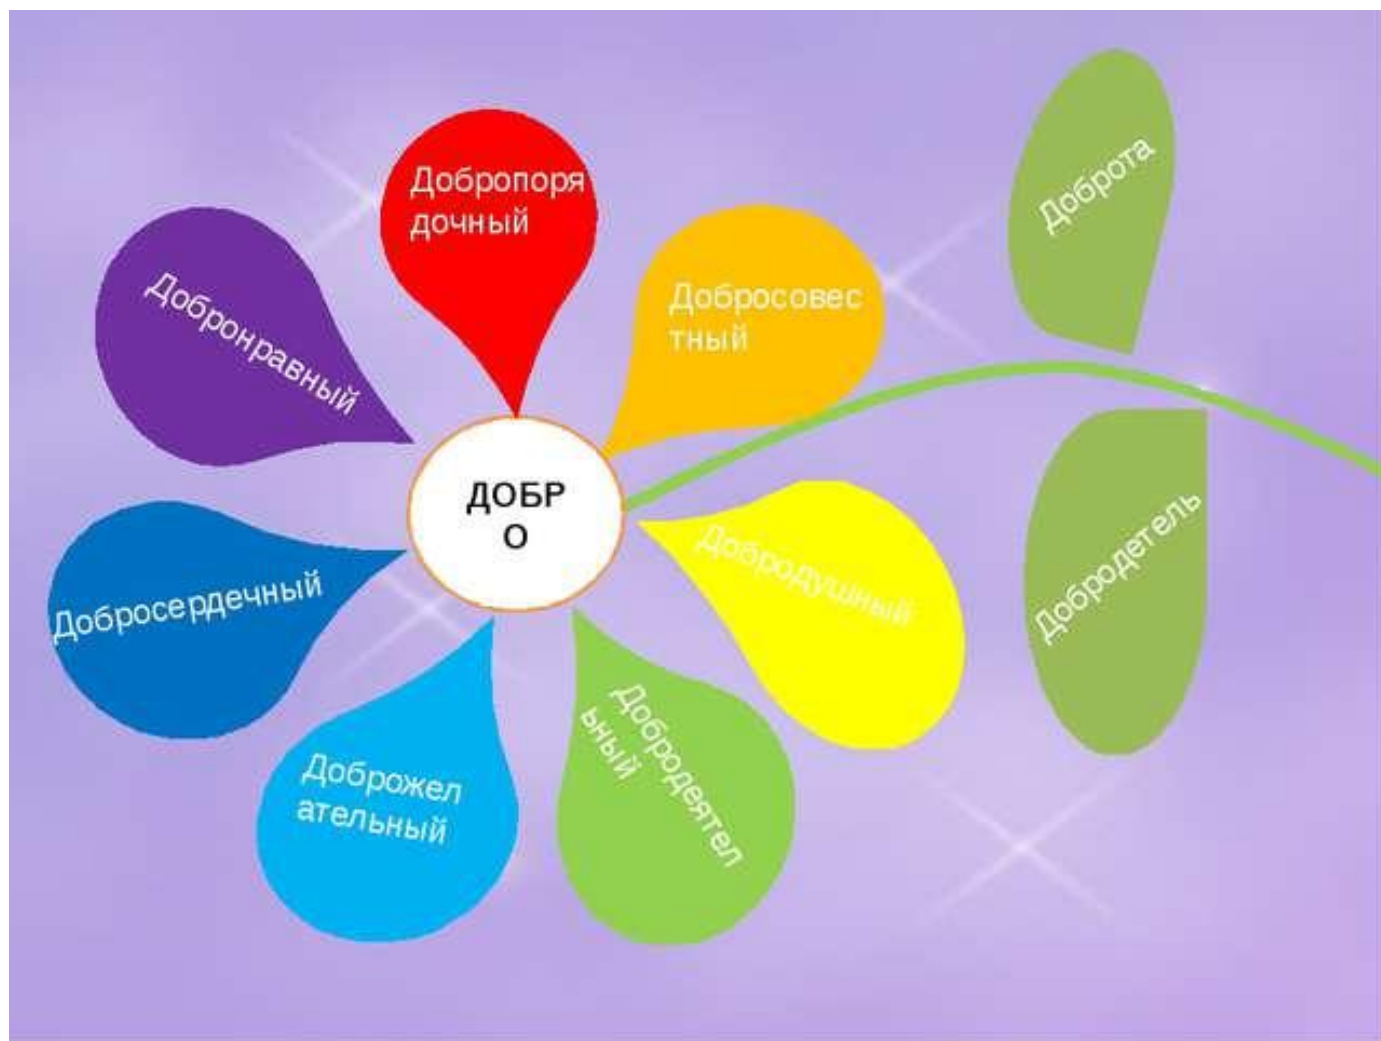 Доброта
Добропоря
дочный
Добронравный
Добросовес
тный
ДОБР
О
Добродетель
Добродушный
Добросердечный
Доброжел
ательный
Добродеятел
ьный